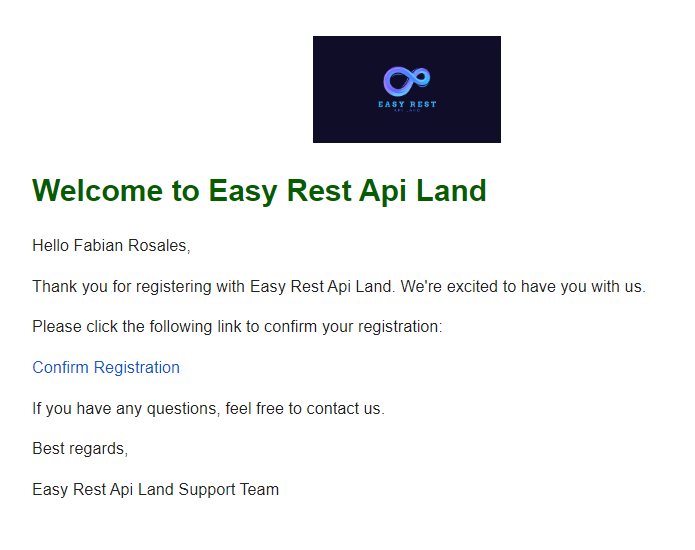 EASY REST
API LAND
Welcome to Easy Rest Api Land
Hello Fabian Rosales,
Thank you for registering with Easy Rest Api Land. We're excited to have you with us.
Please click the following link to confirm your registration:
Confirm Registration
If you have any questions, feel free to contact us.
Best regards,
Easy Rest Api Land Support Team